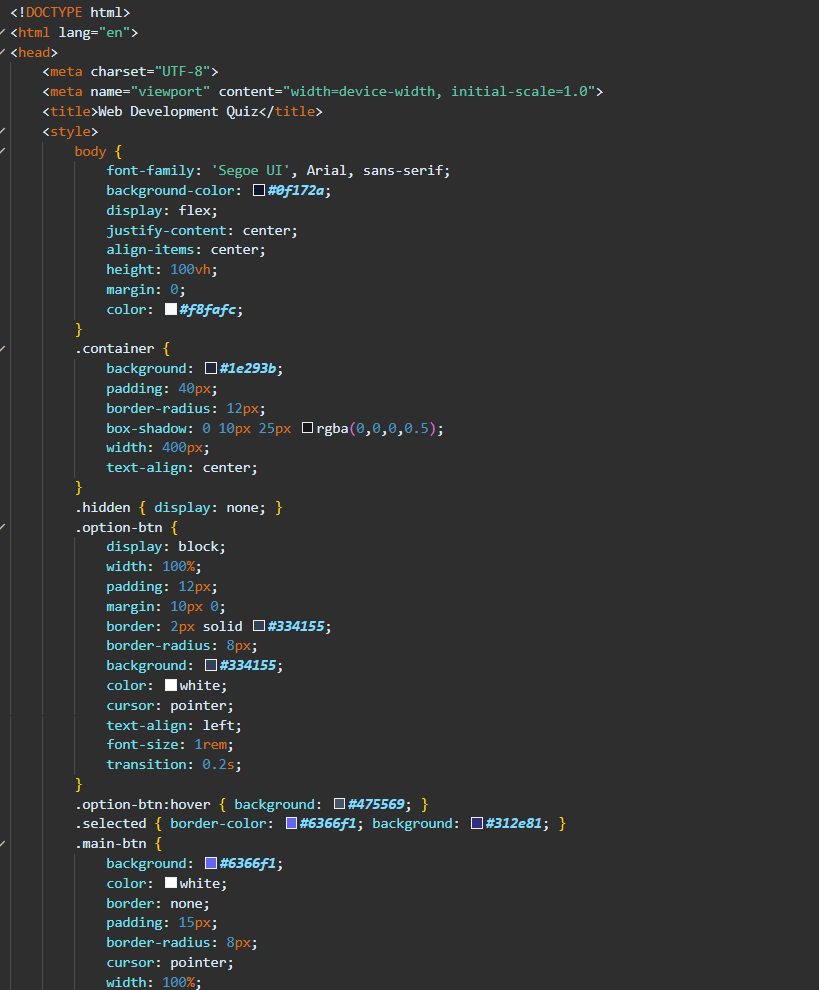 <!DOCTYPE html>
<html lang="en">
<head>
    <meta charset="UTF-8">
    <meta name="viewport" content="width=device-width, initial-scale=1.0">
    <title>Web Development Quiz</title>
    <style>
        body {
            font-family: 'Segoe UI', Arial, sans-serif;
            background-color: #0f172a;
            display: flex;
            justify-content: center;
            align-items: center;
            height: 100vh;
            margin: 0;
            color: #f8fafc;
        }
        .container {
            background: #1e293b;
            padding: 40px;
            border-radius: 12px;
            box-shadow: 0 10px 25px rgba(0,0,0,0.5);
            width: 400px;
            text-align: center;
        }
        .hidden { display: none; }
        .option-btn {
            display: block;
            width: 100%;
            padding: 12px;
            margin: 10px 0;
            border: 2px solid #334155;
            border-radius: 8px;
            background: #334155;
            color: white;
            cursor: pointer;
            text-align: left;
            font-size: 1rem;
            transition: 0.2s;
        }
        .option-btn:hover { background: #475569; }
        .selected { border-color: #6366f1; background: #312e81; }
        .main-btn {
            background: #6366f1;
            color: white;
            border: none;
            padding: 15px;
            border-radius: 8px;
            cursor: pointer;
            width: 100%;